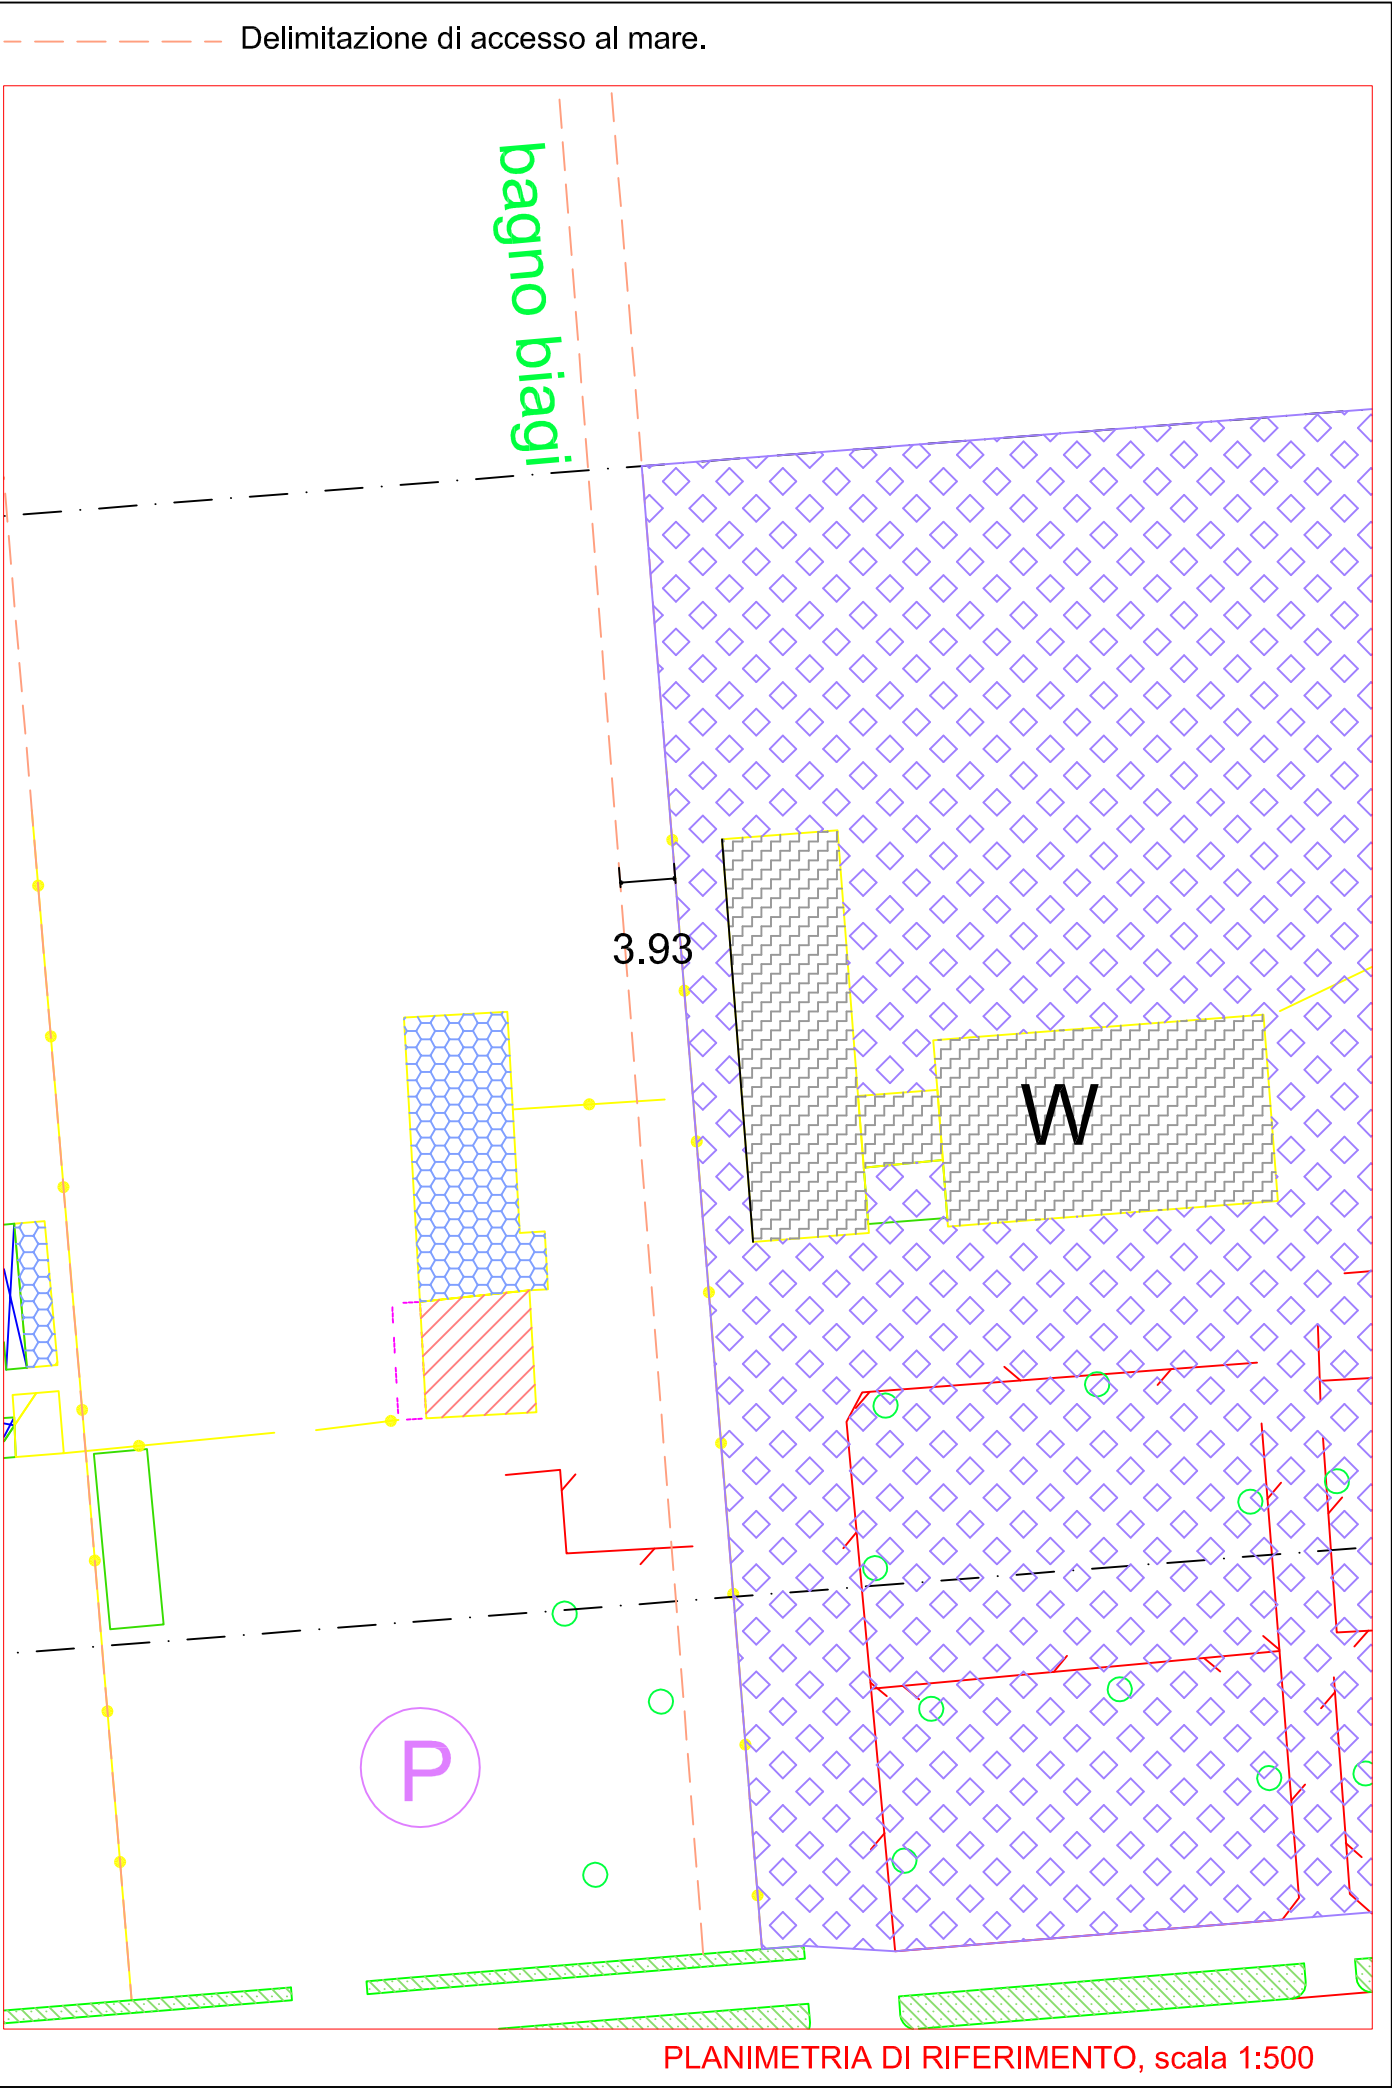 Delimitazione di accesso al mare.
bagno biagi
3.93
W
P
PLANIMETRIA DI RIFERIMENTO, scala 1:500